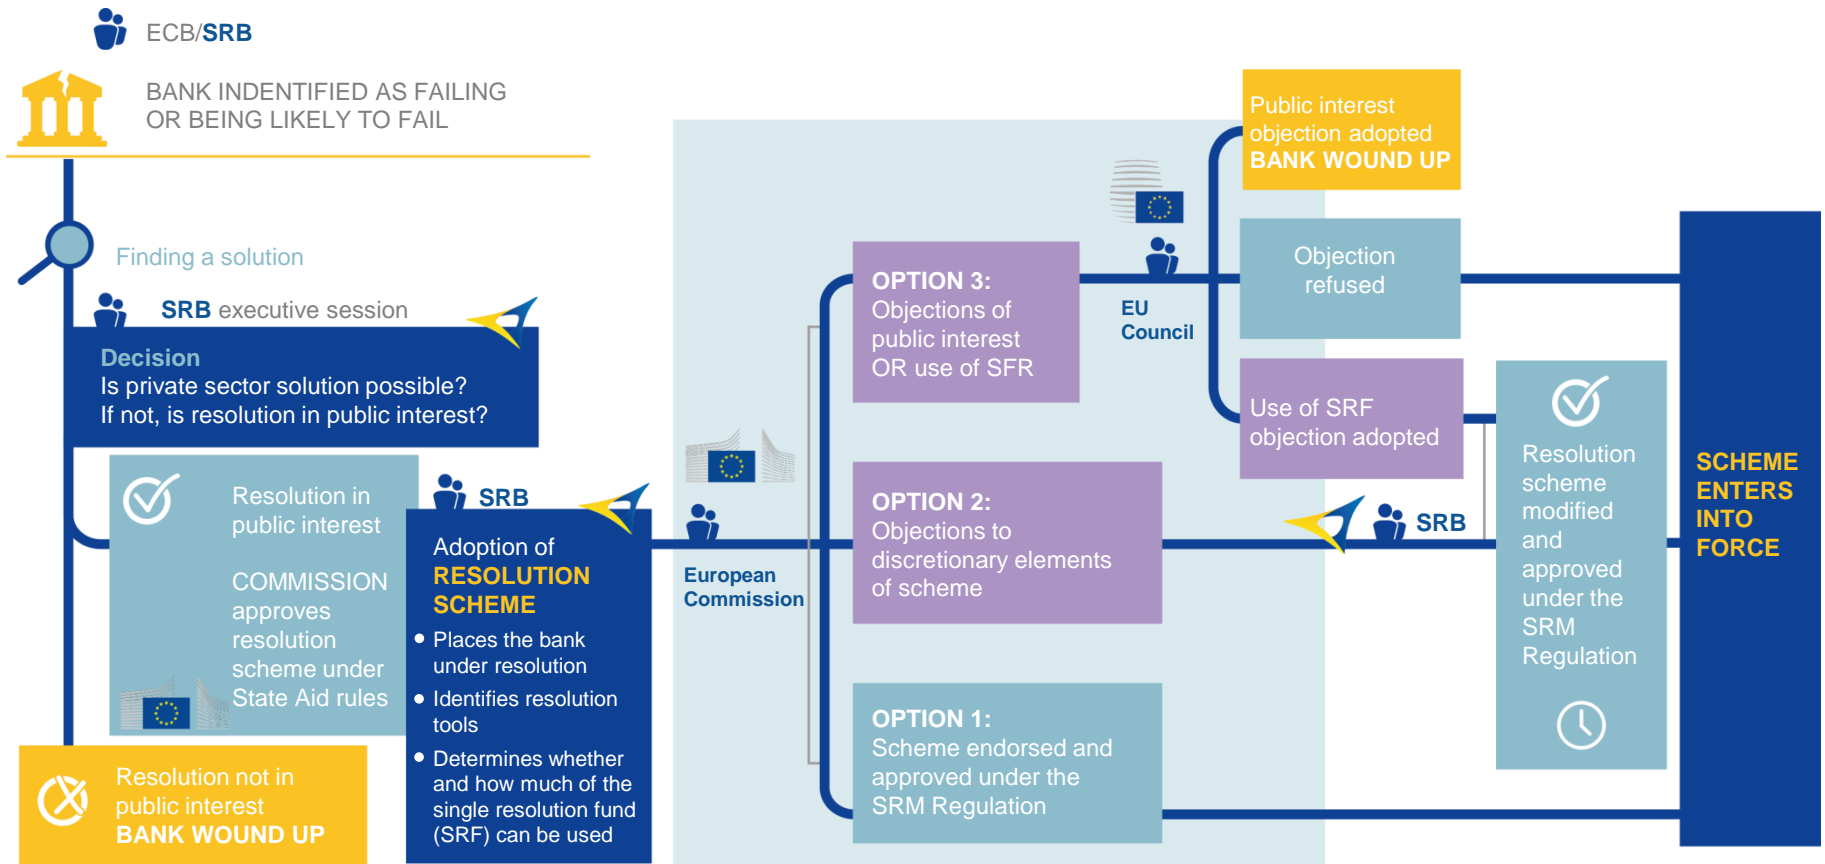 ECB/SRB
BANK INDENTIFIED AS FAILING
OR BEING LIKELY TO FAIL
Finding a solution
SRB executive session
Decision
Is private sector solution possible?
If not, is resolution in public interest?
Resolution in
public interest
COMMISSION
approves
resolution
scheme under
State Aid rules
Resolution not in
public interest
BANK WOUND UP
SRB
Adoption of
RESOLUTION
SCHEME
Places the bank
under resolution
Identifies resolution
tools
Determines whether
and how much of the
single resolution fund
(SRF) can be used
European
Commission
OPTION 3:
Objections of
public interest
OR use of SFR
OPTION 2:
Objections to
discretionary elements
of scheme
OPTION 1:
Scheme endorsed and
approved under the
SRM Regulation
EU
Council
Public interest
objection adopted
BANK WOUND UP
Objection
refused
Use of SRF
objection adopted
SRB
Resolution
scheme
modified
and
approved
under the
SRM
Regulation
SCHEME
ENTERS
INTO
FORCE